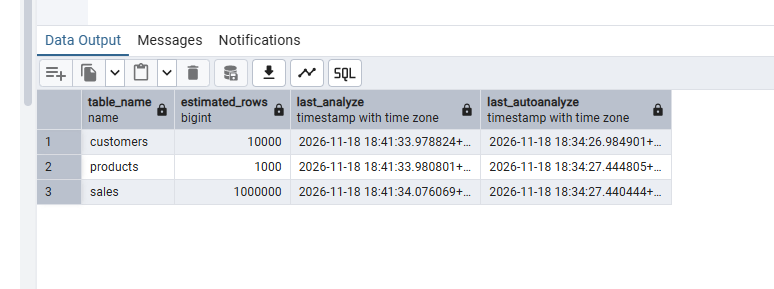 Data Output Messages Notifications
SQL
table_name estimated_rows last_analyze last_autoanalyze
name bigint timestamp with time zone timestamp with time zone
1 customers 10000 2026-11-18 18:41:33.978824+... 2026-11-18 18:34:26.984901+...
2 products 1000 2026-11-18 18:41:33.980801+... 2026-11-18 18:34:27.444805+...
3 sales 1000000 2026-11-18 18:41:34.076069+... 2026-11-18 18:34:27.440444+...